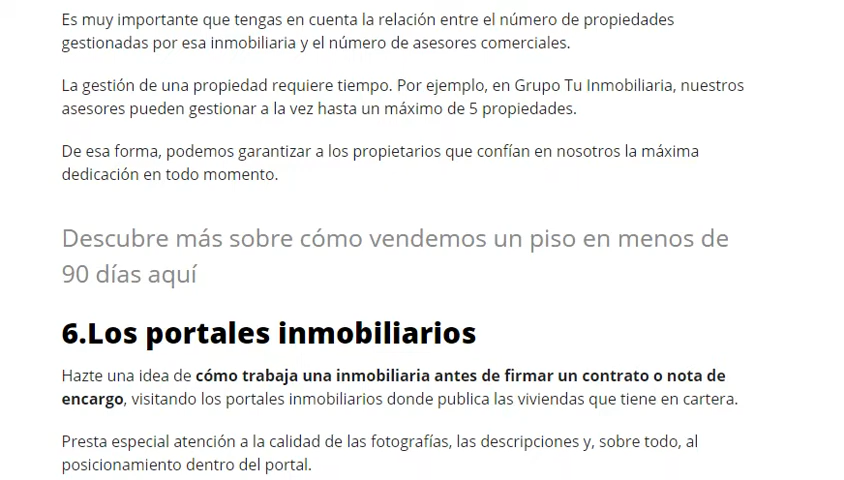 Es muy importante que tengas en cuenta la relación entre el número de propiedades
gestionadas por esa inmobiliaria y el número de asesores comerciales.
La gestión de una propiedad requiere tiempo. Por ejemplo, en Grupo Tu Inmobiliaria, nuestros
asesores pueden gestionar a la vez hasta un máximo de 5 propiedades.
De esa forma, podemos garantizar a los propietarios que confían en nosotros la máxima
dedicación en todo momento.
Descubre más sobre cómo vendemos un piso en menos de
90 días aquí
6.Los portales inmobiliarios
Hazte una idea de cómo trabaja una inmobiliaria antes de firmar un contrato o nota de
encargo, visitando los portales inmobiliarios donde publica las viviendas que tiene en cartera.
Presta especial atención a la calidad de las fotografías, las descripciones y, sobre todo, al
posicionamiento dentro del portal.